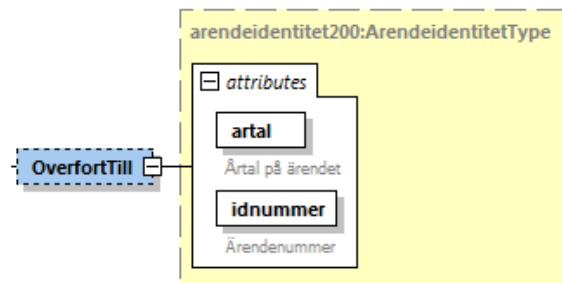 arendeidentitet200:ArendeidentitetType
attributes
artal
Årtal på ärendet
OverfortTill
idnummer
Ärendenummer